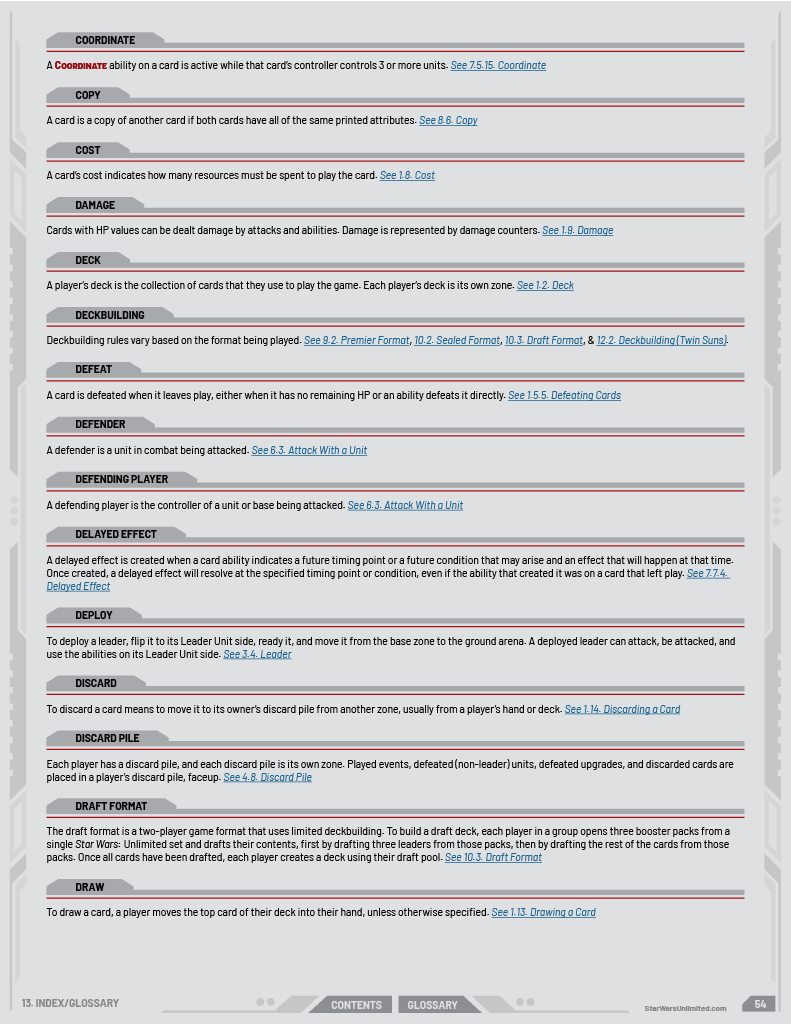 COORDINATE
A COORDINATE ability on a card is active while that card's controller controls 3 or more units. See 7.5.15. Coordinate
COPY
A card is a copy of another card if both cards have all of the same printed attributes. See 8.6. Copy
COST
A card's cost indicates how many resources must be spent to play the card. See 1.8. Cost
DAMAGE
Cards with HP values can be dealt damage by attacks and abilities. Damage is represented by damage counters. See 1.9. Damage
DECK
A player's deck is the collection of cards that they use to play the game. Each player's deck is its own zone. See 1.2. Deck
DECKBUILDING
Deckbuilding rules vary based on the format being played. See 9.2. Premier Format, 10.2. Sealed Format, 10.3. Draft Format, & 12.2. Deckbuilding (Twin Suns).
DEFEAT
A card is defeated when it leaves play, either when it has no remaining HP or an ability defeats it directly. See 1.5.5. Defeating Cards
DEFENDER
A defender is a unit in combat being attacked. See 6.3. Attack With a Unit
DEFENDING PLAYER
A defending player is the controller of a unit or base being attacked. See 6.3. Attack With a Unit
DELAYED EFFECT
A delayed effect is created when a card ability indicates a future timing point or a future condition that may arise and an effect that will happen at that time.
Once created, a delayed effect will resolve at the specified timing point or condition, even if the ability that created it was on a card that left play. See 7.7.4.
Delayed Effect
DEPLOY
To deploy a leader, flip it to its Leader Unit side, ready it, and move it from the base zone to the ground arena. A deployed leader can attack, be attacked, and
use the abilities on its Leader Unit side. See 3.4. Leader
DISCARD
To discard a card means to move it to its owner's discard pile from another zone, usually from a player's hand or deck. See 1.14. Discarding a Card
DISCARD PILE
Each player has a discard pile, and each discard pile is its own zone. Played events, defeated (non-leader) units, defeated upgrades, and discarded cards are
placed in a player's discard pile, faceup. See 4.8. Discard Pile
DRAFT FORMAT
The draft format is a two-player game format that uses limited deckbuilding. To build a draft deck, each player in a group opens three booster packs from a
single Star Wars: Unlimited set and drafts their contents, first by drafting three leaders from those packs, then by drafting the rest of the cards from those
packs. Once all cards have been drafted, each player creates a deck using their draft pool. See 10.3. Draft Format
DRAW
To draw a card, a player moves the top card of their deck into their hand, unless otherwise specified. See 1.13. Drawing a Card
13. INDEX/GLOSSARY
CONTENTS
GLOSSARY
StarWarsUnlimited.com
54